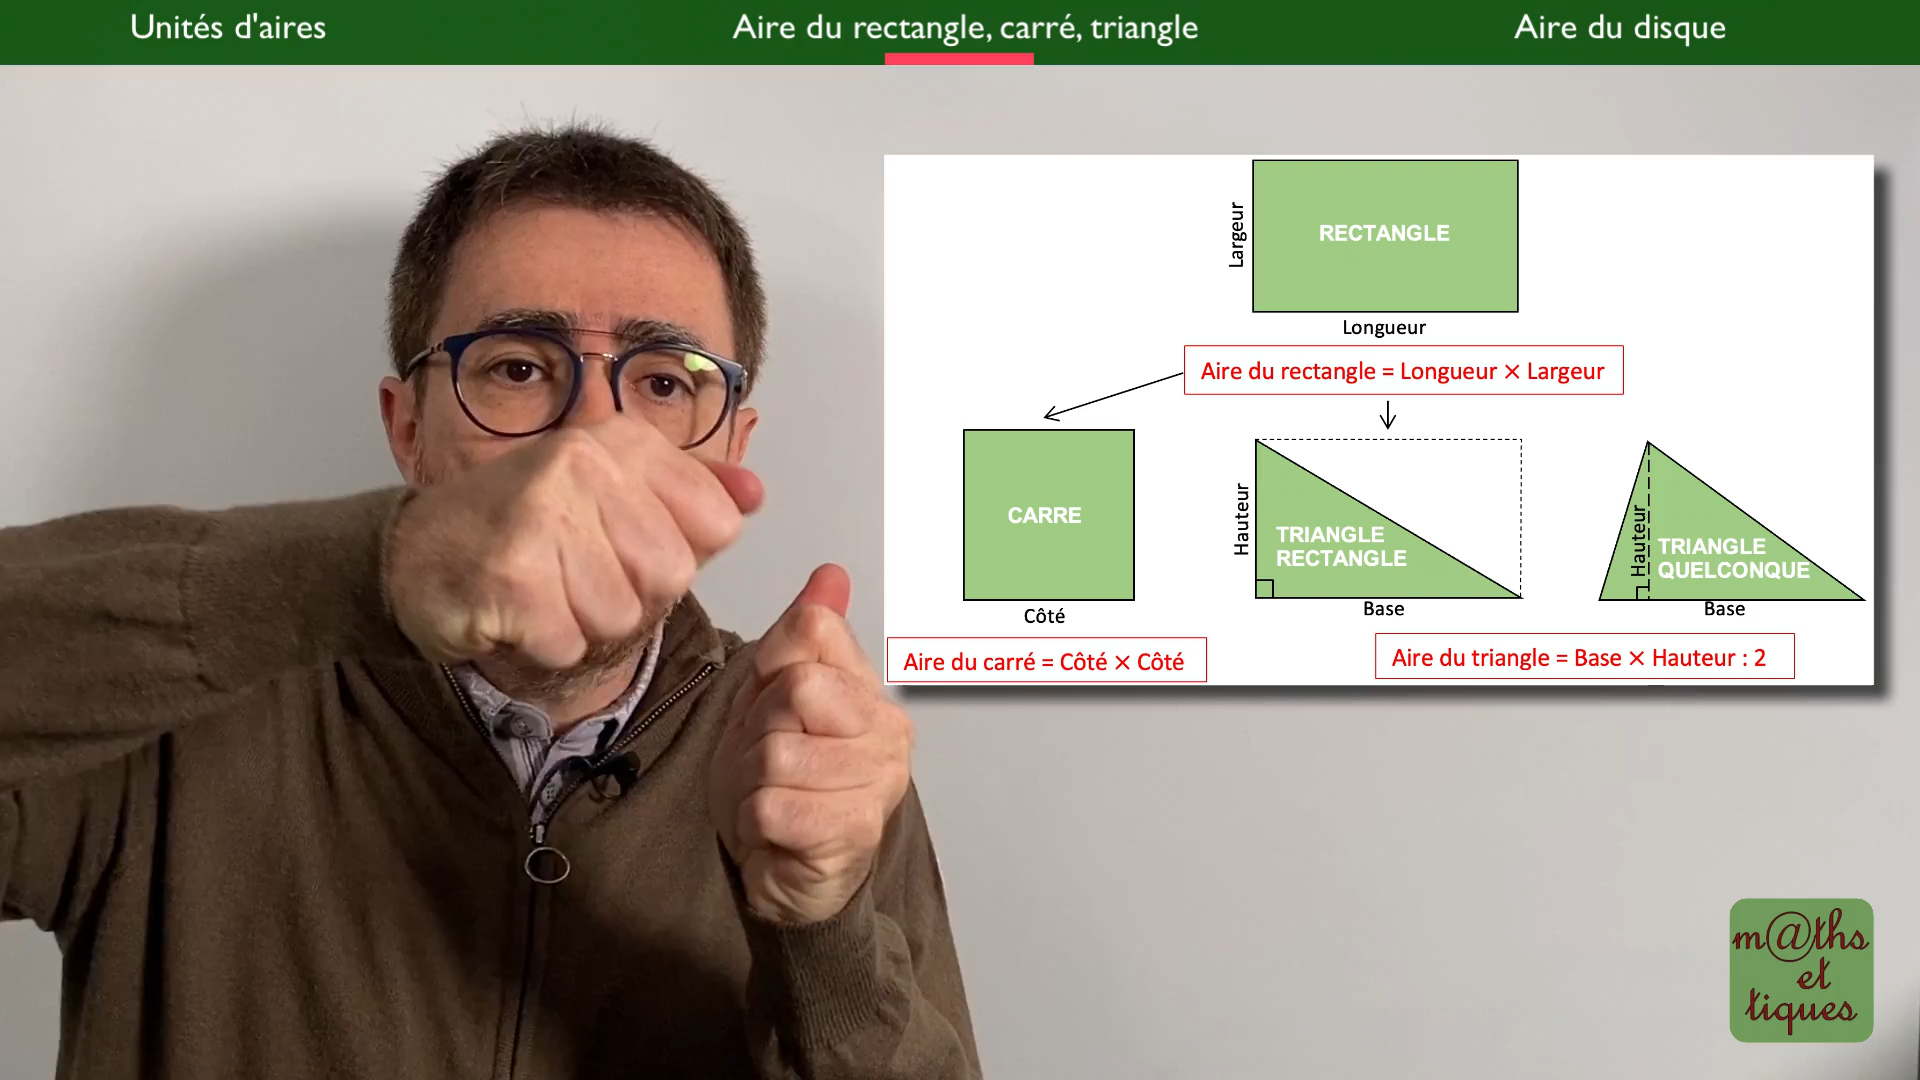 Unités d'aires
Aire du rectangle, carré, triangle
Aire du disque
Largeur
RECTANGLE
Longueur
Aire du rectangle = Longueur × Largeur
CARRE
Côté
Aire du carré = Côté × Côté
Hauteur
TRIANGLE
RECTANGLE
Base
Hauteur
TRIANGLE
QUELCONQUE
Base
Aire du triangle = Base × Hauteur : 2
m@ths
et
tiques